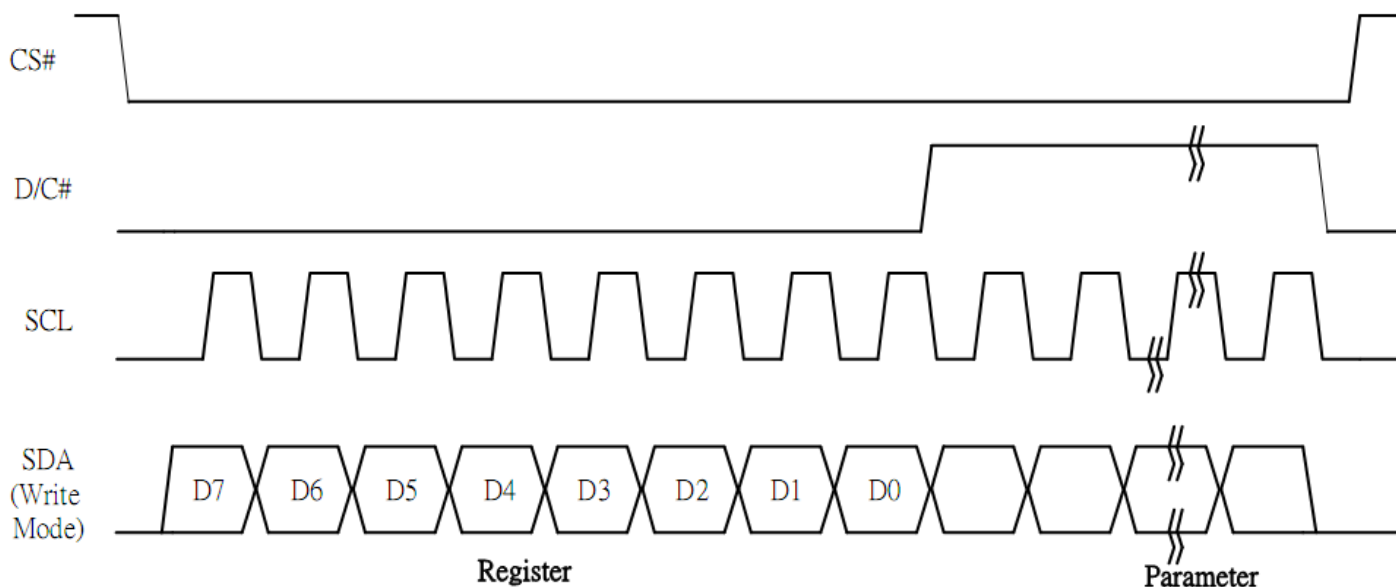 CS#
D/C#
SCL
SDA
(Write
Mode)
D7 D6 D5 D4 D3 D2 D1 D0
Register
Parameter